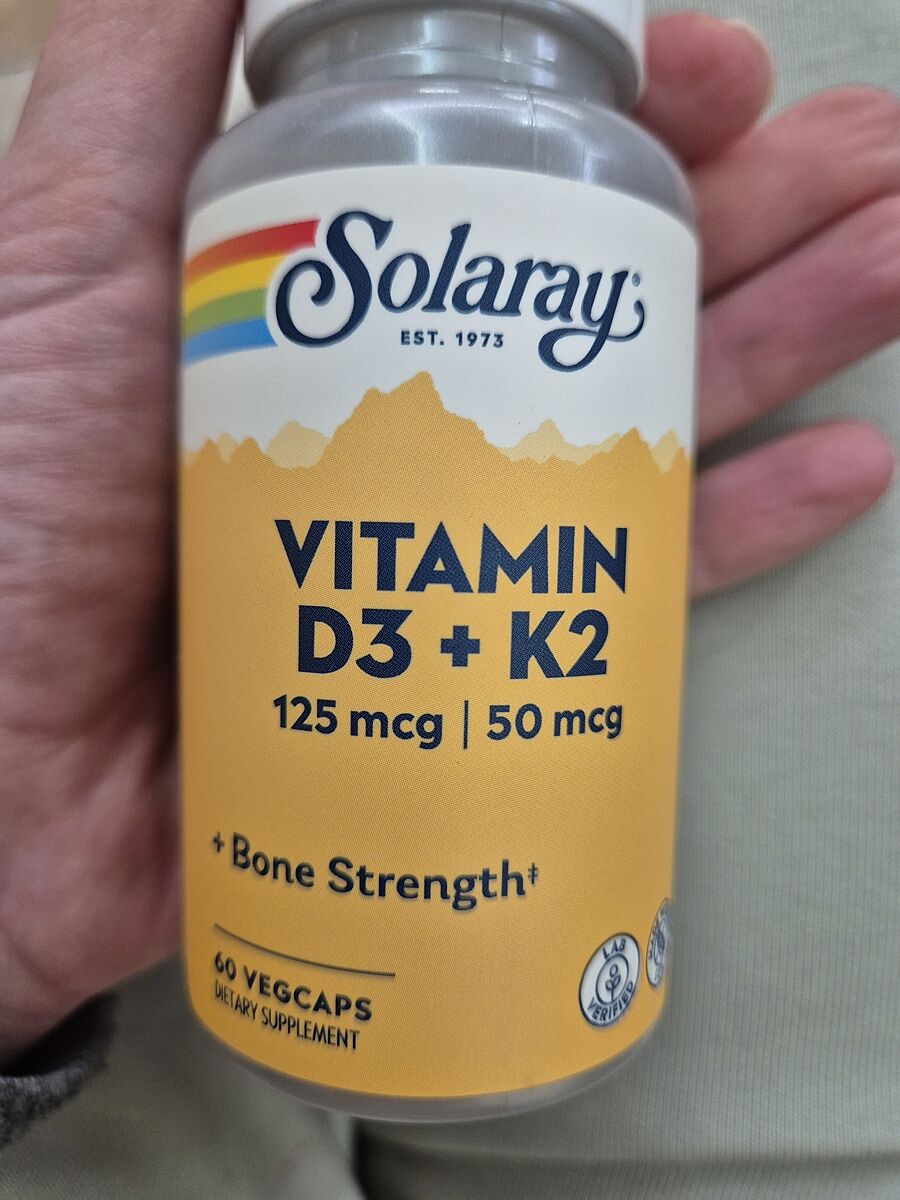 Solaray®
EST. 1973
VITAMIN
D3 + K2
125 mcg | 50 mcg
+ Bone Strength‡
60 VEGCAPS
DIETARY SUPPLEMENT
LAB
VERIFIED